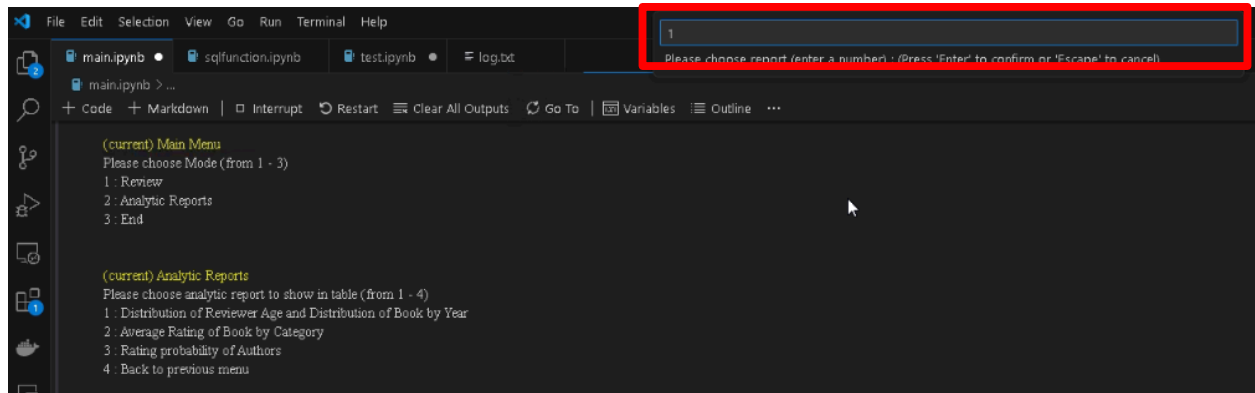 File Edit Selection View Go Run Terminal Help
1
Please choose report (enter a number) : (Press 'Enter' to confirm or 'Escape' to cancel)
main.ipynb sqlfunction.ipynb test.ipynb log.txt
main.ipynb > ...
+ Code + Markdown | Interrupt Restart Clear All Outputs Go To | Variables Outline ...
(current) Main Menu
Please choose Mode (from 1 - 3)
1 : Review
2 : Analytic Reports
3 : End
(current) Analytic Reports
Please choose analytic report to show in table (from 1 - 4)
1 : Distribution of Reviewer Age and Distribution of Book by Year
2 : Average Rating of Book by Category
3 : Rating probability of Authors
4 : Back to previous menu
2
1